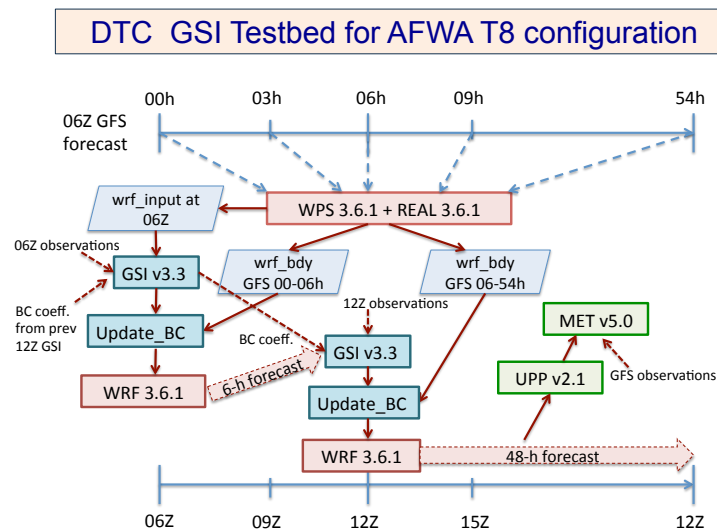 DTC GSI Testbed for AFWA T8 configuration
00h 03h 06h 09h 54h
06Z GFS
forecast
WPS 3.6.1 + REAL 3.6.1
wrf_input at
06Z
06Z observations
GSI v3.3
wrf_bdy
GFS 00-06h
wrf_bdy
GFS 06-54h
BC coeff.
from prev
12Z GSI
12Z observations
Update_BC
BC coeff.
GSI v3.3
MET v5.0
WRF 3.6.1
6-h forecast
UPP v2.1
GFS observations
Update_BC
WRF 3.6.1
48-h forecast
06Z 09Z 12Z 15Z 12Z